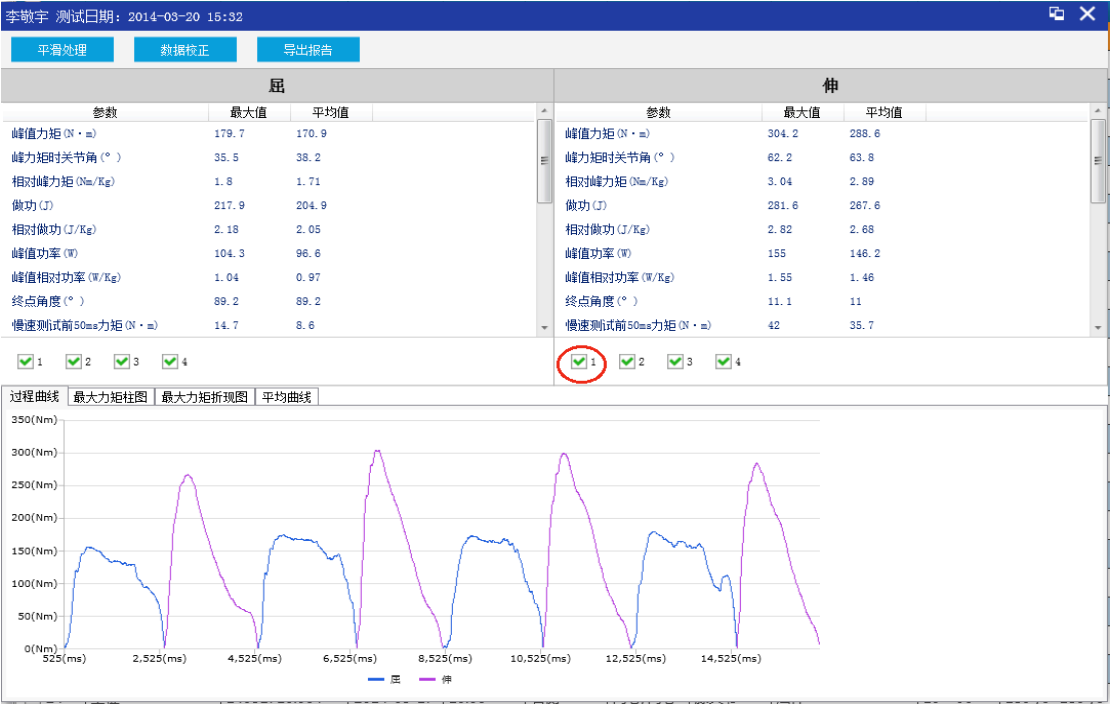 李敬宇 测试日期：2014-03-20 15:32
平滑处理 数据校正 导出报告
屈 伸
参数 最大值 平均值 参数 最大值 平均值
峰值力矩(N·m) 179.7 170.9 峰值力矩(N·m) 304.2 288.6
峰力矩时关节角(°) 35.5 38.2 峰力矩时关节角(°) 62.2 63.8
相对峰力矩(Nm/Kg) 1.8 1.71 相对峰力矩(Nm/Kg) 3.04 2.89
做功(J) 217.9 204.9 做功(J) 281.6 267.6
相对做功(J/Kg) 2.18 2.05 相对做功(J/Kg) 2.82 2.68
峰值功率(W) 104.3 96.6 峰值功率(W) 155 146.2
峰值相对功率(W/Kg) 1.04 0.97 峰值相对功率(W/Kg) 1.55 1.46
终点角度(°) 89.2 89.2 终点角度(°) 11.1 11
慢速测试前50ms力矩(N·m) 14.7 8.6 慢速测试前50ms力矩(N·m) 42 35.7
1 2 3 4 1 2 3 4
过程曲线 最大力矩柱图 最大力矩折现图 平均曲线
350(Nm)
300(Nm)
250(Nm)
200(Nm)
150(Nm)
100(Nm)
50(Nm)
0(Nm)
525(ms) 2,525(ms) 4,525(ms) 6,525(ms) 8,525(ms) 10,525(ms) 12,525(ms) 14,525(ms)
屈 伸